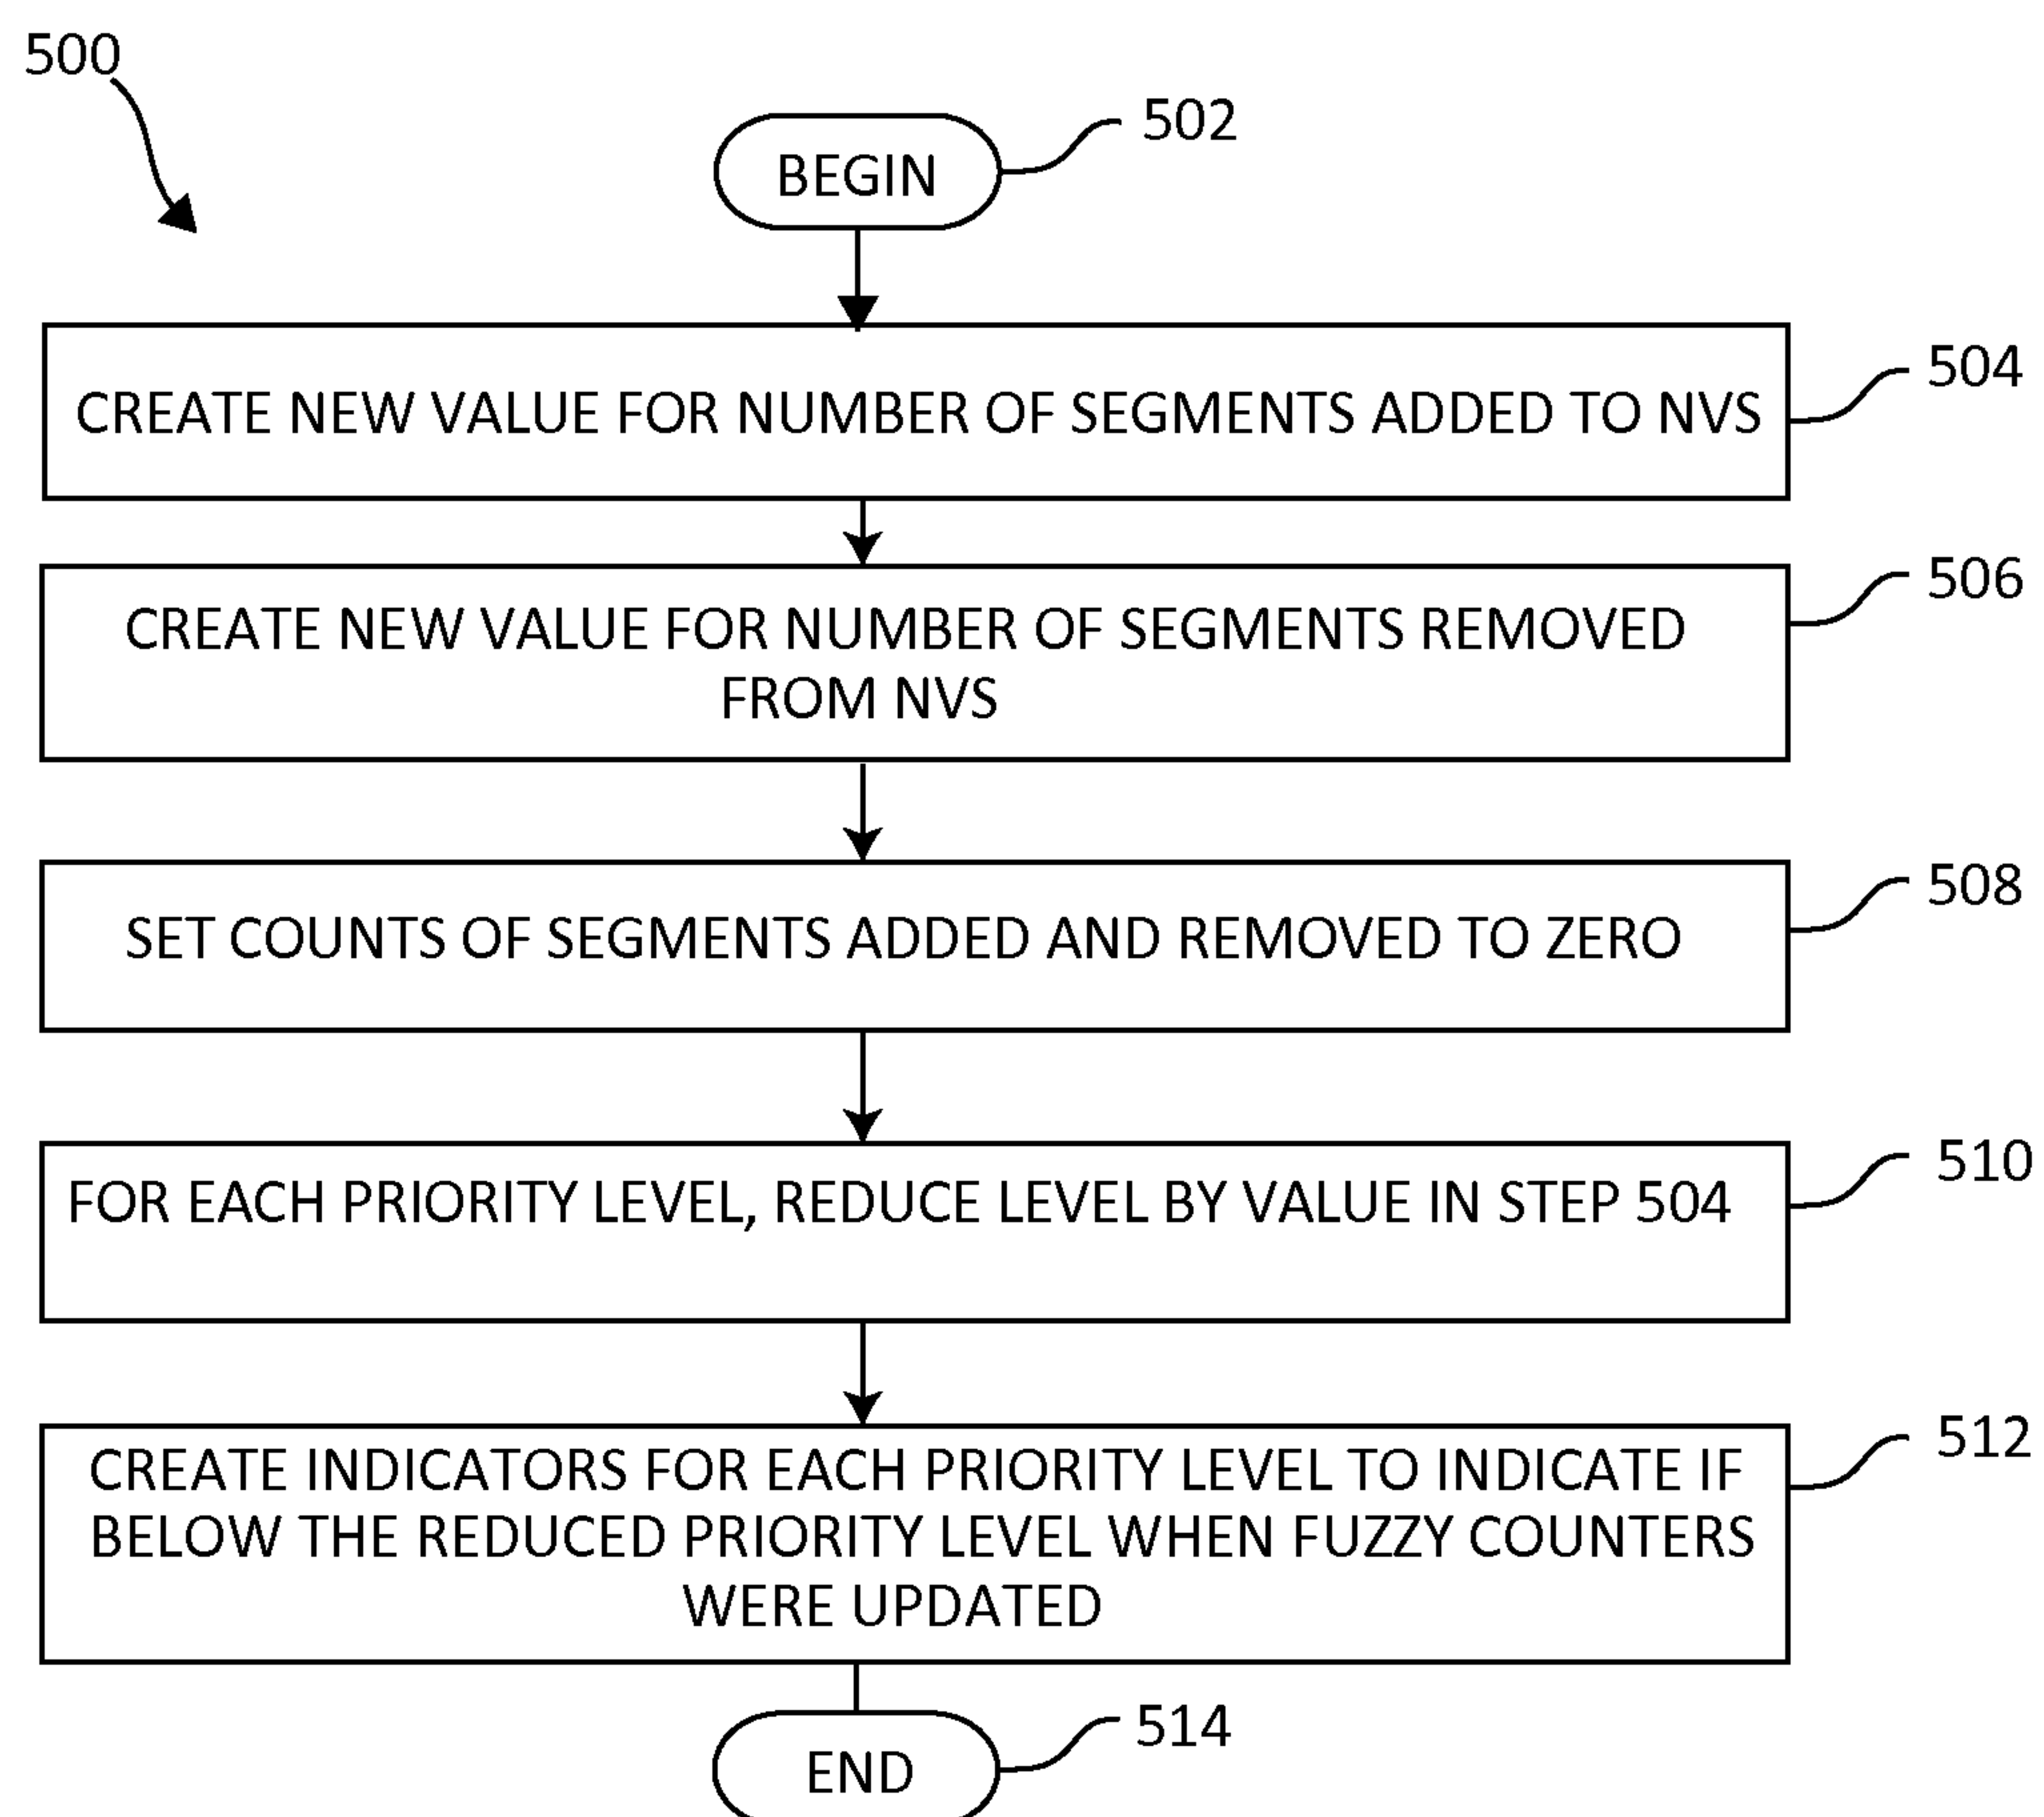 500
502
BEGIN
504
CREATE NEW VALUE FOR NUMBER OF SEGMENTS ADDED TO NVS
506
CREATE NEW VALUE FOR NUMBER OF SEGMENTS REMOVED
FROM NVS
508
SET COUNTS OF SEGMENTS ADDED AND REMOVED TO ZERO
510
FOR EACH PRIORITY LEVEL, REDUCE LEVEL BY VALUE IN STEP 504
512
CREATE INDICATORS FOR EACH PRIORITY LEVEL TO INDICATE IF
BELOW THE REDUCED PRIORITY LEVEL WHEN FUZZY COUNTERS
WERE UPDATED
514
END